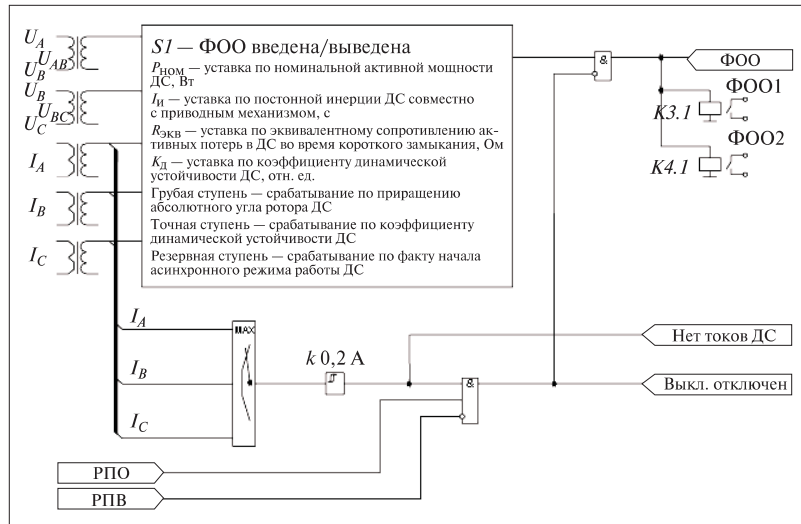 U_A
U_AB
U_B
U_B
U_BC
U_C
I_A
I_B
I_C
S1 — ФОО введена/выведена
P_НОМ — уставка по номинальной активной мощности
ДС, Вт
I_И — уставка по постонной инерции ДС совместно
с приводным механизмом, с
R_ЭКВ — уставка по эквивалентному сопротивлению ак-
тивных потерь в ДС во время короткого замыкания, Ом
K_Д — уставка по коэффициенту динамической
устойчивости ДС, отн. ед.
Грубая ступень — срабатывание по приращению
абсолютного угла ротора ДС
Точная ступень — срабатывание по коэффициенту
динамической устойчивости ДС
Резервная ступень — срабатывание по факту начала
асинхронного режима работы ДС
&
ФОО
ФОО1
K3.1
ФОО2
K4.1
I_A
I_B
I_C
MAX
k 0,2 А
&
Нет токов ДС
Выкл. отключен
РПО
РПВ